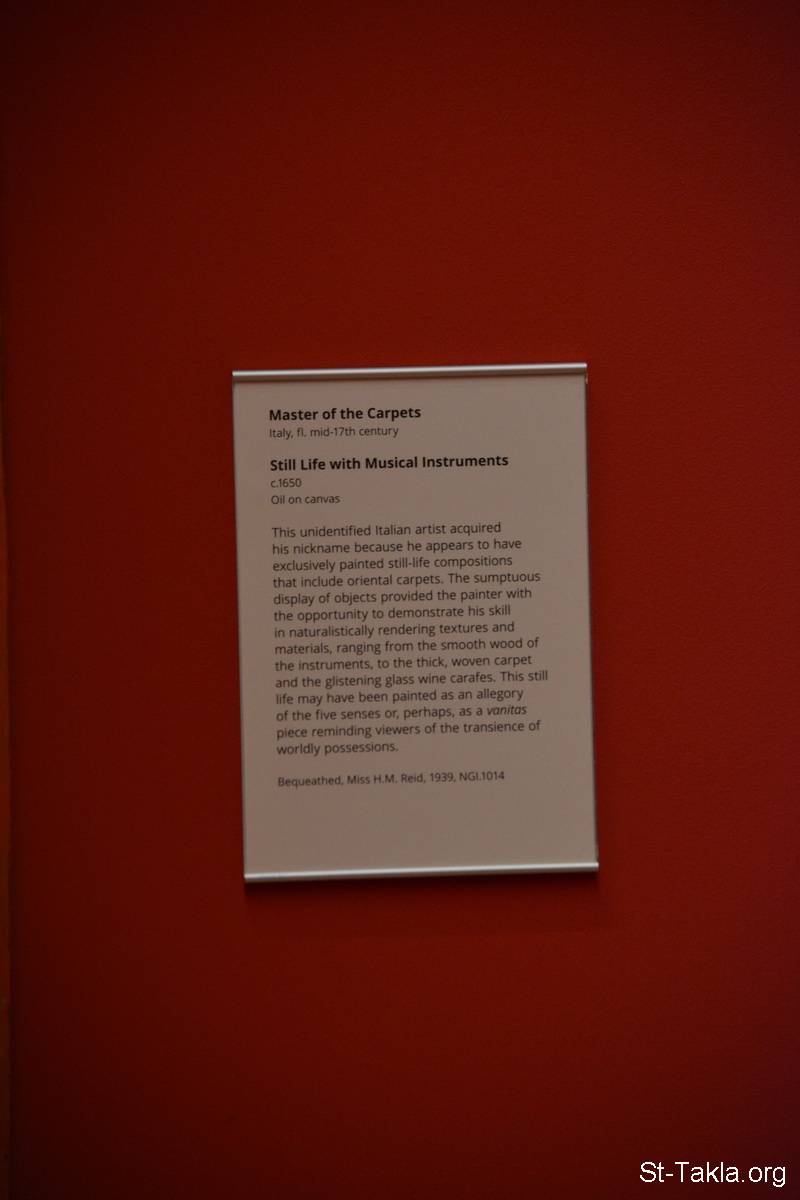 Master of the Carpets
Italy, fl. mid-17th century
Still Life with Musical Instruments
c.1650
Oil on canvas
This unidentified Italian artist acquired
his nickname because he appears to have
exclusively painted still-life compositions
that include oriental carpets. The sumptuous
display of objects provided the painter with
the opportunity to demonstrate his skill
in naturalistically rendering textures and
materials, ranging from the smooth wood of
the instruments, to the thick, woven carpet
and the glistening glass wine carafes. This still
life may have been painted as an allegory
of the five senses or, perhaps, as a vanitas
piece reminding viewers of the transience of
worldly possessions.
Bequeathed, Miss H.M. Reid, 1939, NGI.1014
St-Takla.org